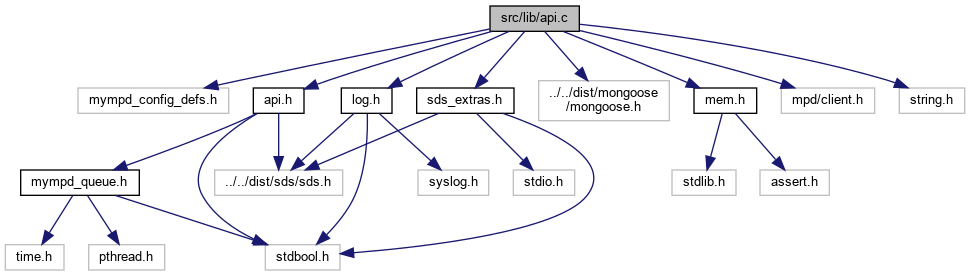 src/lib/api.c
mympd_config_defs.h
api.h
log.h
sds_extras.h
../../dist/mongoose
/mongoose.h
mem.h
mpd/client.h
string.h
mympd_queue.h
../../dist/sds/sds.h
syslog.h
stdio.h
stdlib.h
assert.h
time.h
pthread.h
stdbool.h